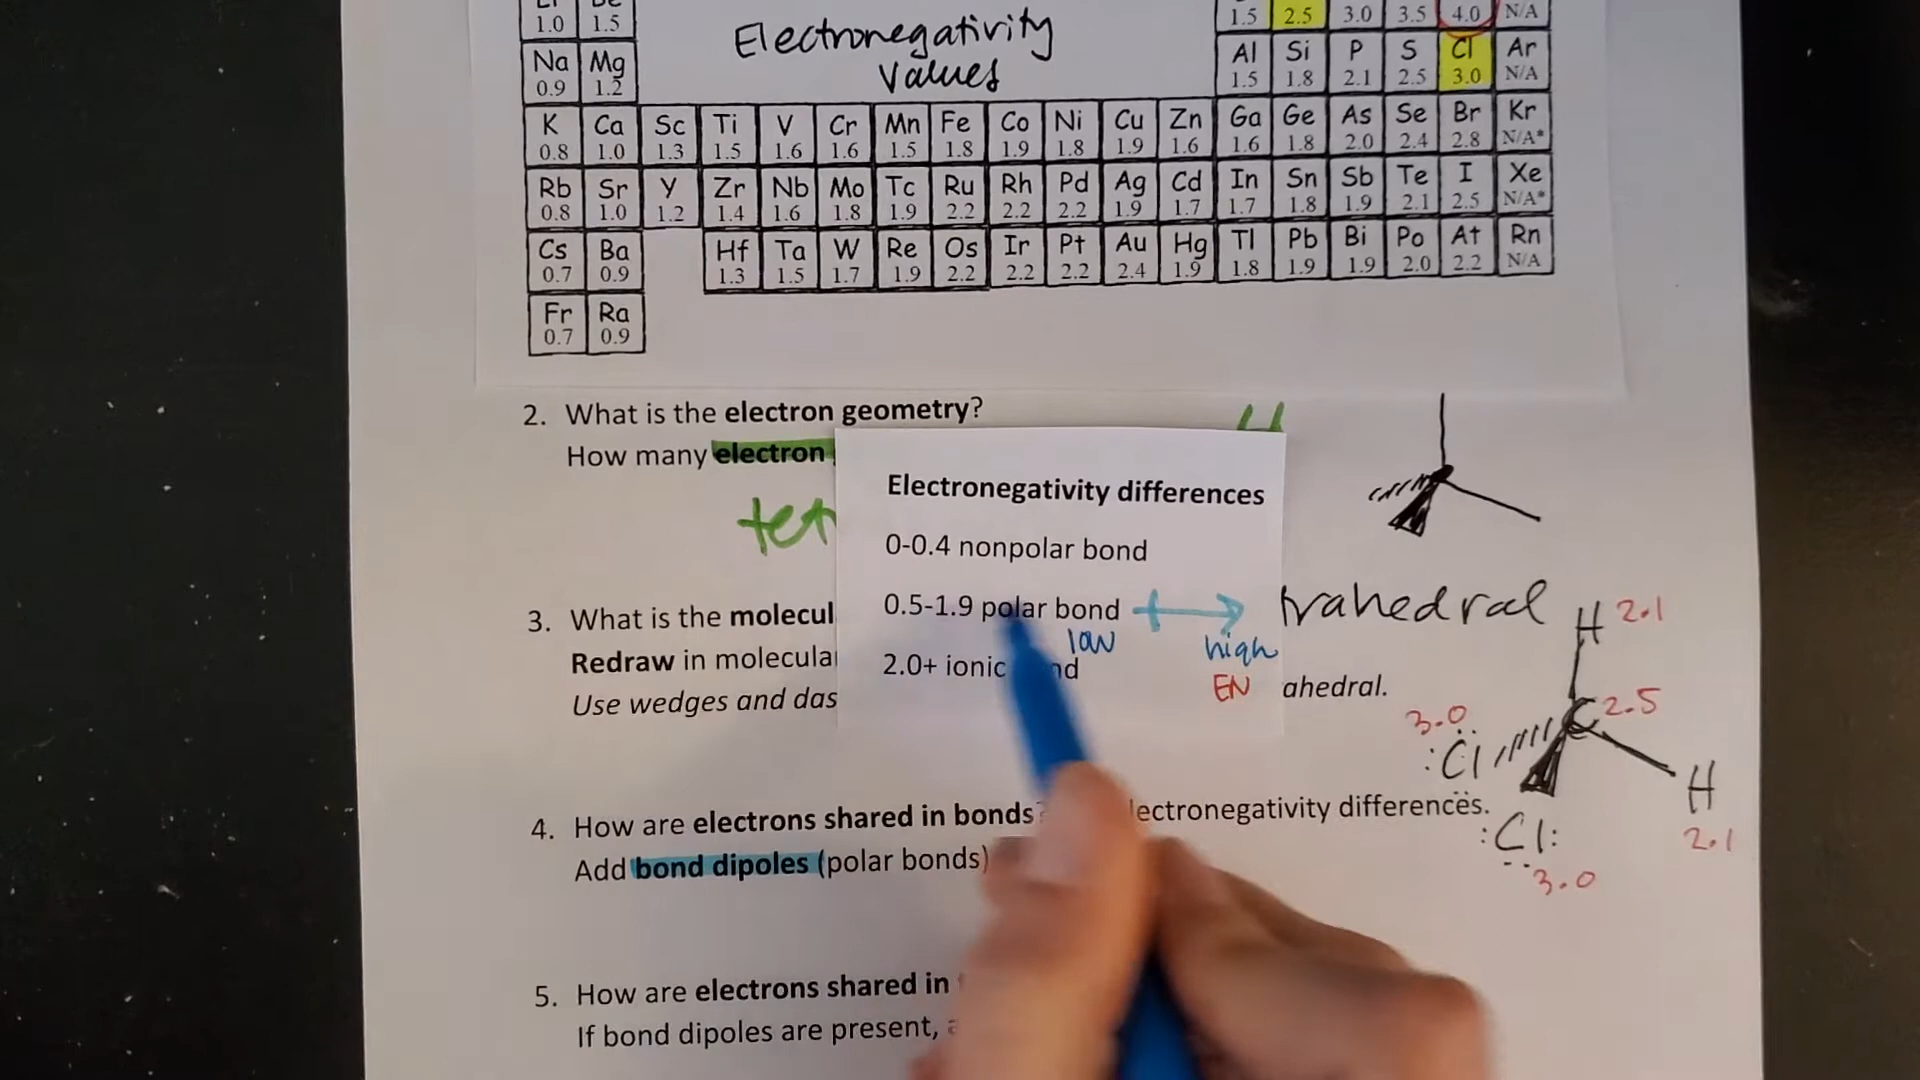 1.0 1.5 1.5 2.5 3.0 3.5 4.0 N/A
Electronegativity
Values
Na Mg Al Si P S Cl Ar
0.9 1.2 1.5 1.8 2.1 2.5 3.0 N/A
K Ca Sc Ti V Cr Mn Fe Co Ni Cu Zn Ga Ge As Se Br Kr
0.8 1.0 1.3 1.5 1.6 1.6 1.5 1.8 1.9 1.8 1.9 1.6 1.6 1.8 2.0 2.4 2.8 N/A*
Rb Sr Y Zr Nb Mo Tc Ru Rh Pd Ag Cd In Sn Sb Te I Xe
0.8 1.0 1.2 1.4 1.6 1.8 1.9 2.2 2.2 2.2 1.9 1.7 1.7 1.8 1.9 2.1 2.5 N/A*
Cs Ba Hf Ta W Re Os Ir Pt Au Hg Tl Pb Bi Po At Rn
0.7 0.9 1.3 1.5 1.7 1.9 2.2 2.2 2.2 2.4 1.9 1.8 1.9 1.9 2.0 2.2 N/A
Fr Ra
0.7 0.9
2. What is the electron geometry?
How many electron
tet
Electronegativity differences
0-0.4 nonpolar bond
0.5-1.9 polar bond
low high
2.0+ ionic
EN
3. What is the molecul
trahedral
Redraw in molecula
ahedral.
Use wedges and das
H 2.1
C 2.5
3.0
:Cl
H
2.1
:Cl:
3.0
4. How are electrons shared in bonds lectronegativity differences.
Add bond dipoles (polar bonds)
5. How are electrons shared in
If bond dipoles are present,